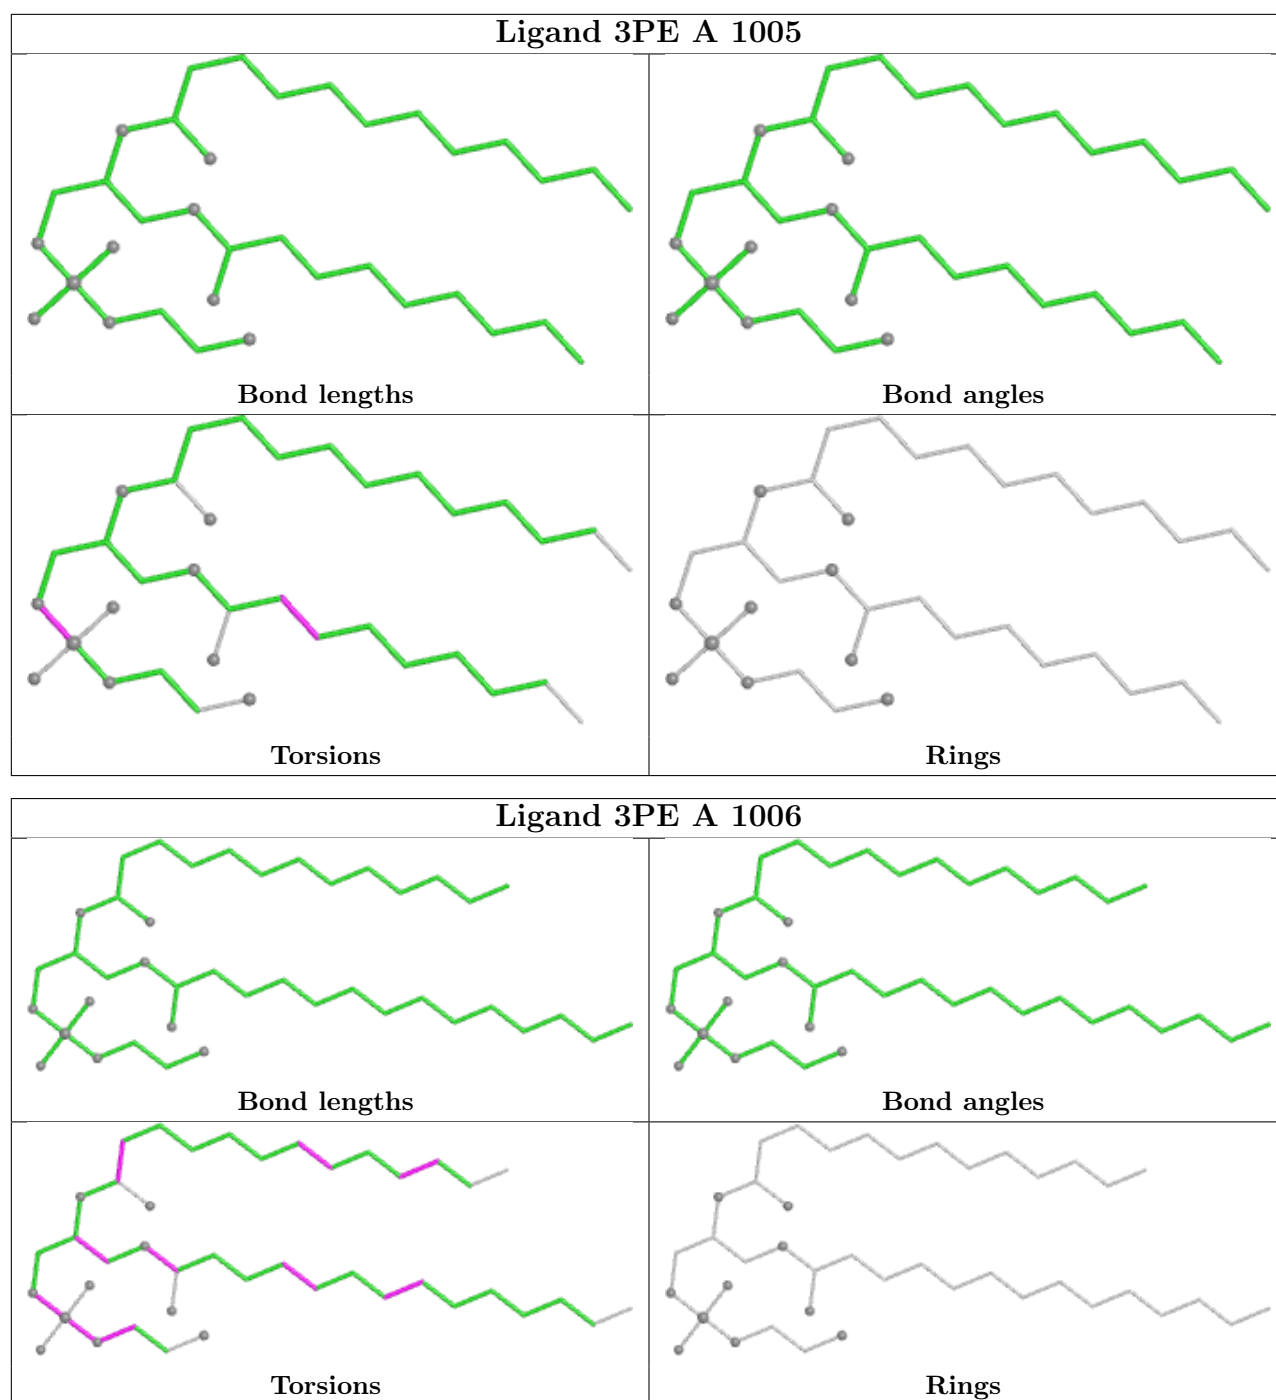 Ligand 3PE A 1005
Bond lengths
Bond angles
Torsions
Rings
Ligand 3PE A 1006
Bond lengths
Bond angles
Torsions
Rings